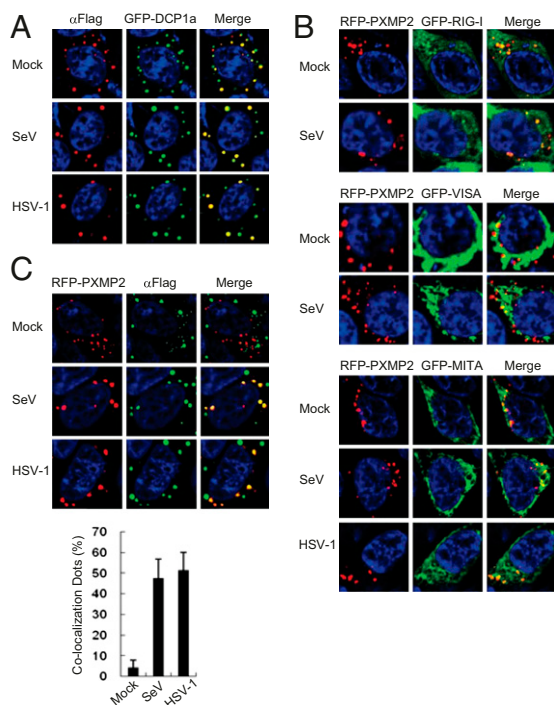 A
αFlag GFP-DCP1a Merge
Mock
SeV
HSV-1
B
RFP-PXMP2 GFP-RIG-I Merge
Mock
SeV
RFP-PXMP2 GFP-VISA Merge
Mock
SeV
RFP-PXMP2 GFP-MITA Merge
Mock
SeV
HSV-1
C
RFP-PXMP2 αFlag Merge
Mock
SeV
HSV-1
Co-localization Dots (%)
60
50
40
30
20
10
0
Mock
SeV
HSV-1